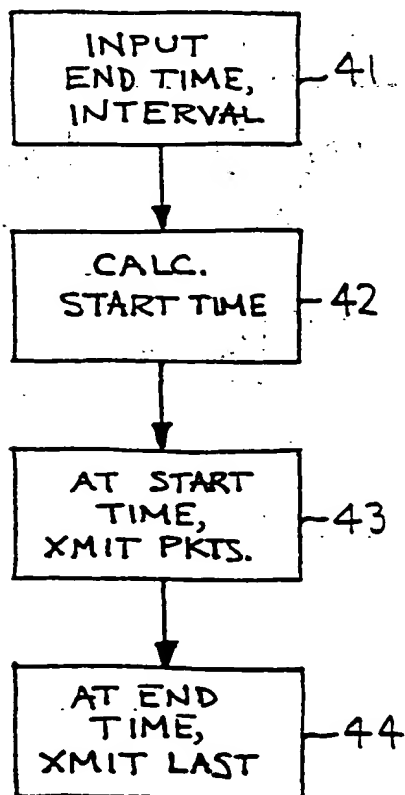 INPUT
END TIME,
INTERVAL
41
CALC.
START TIME
42
AT START
TIME,
XMIT PKTS.
43
AT END
TIME,
XMIT LAST
44